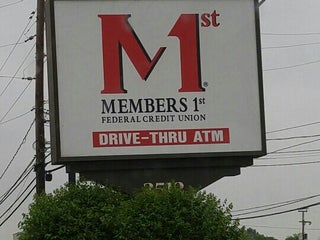 M1st
MEMBERS 1st
FEDERAL CREDIT UNION
DRIVE-THRU ATM